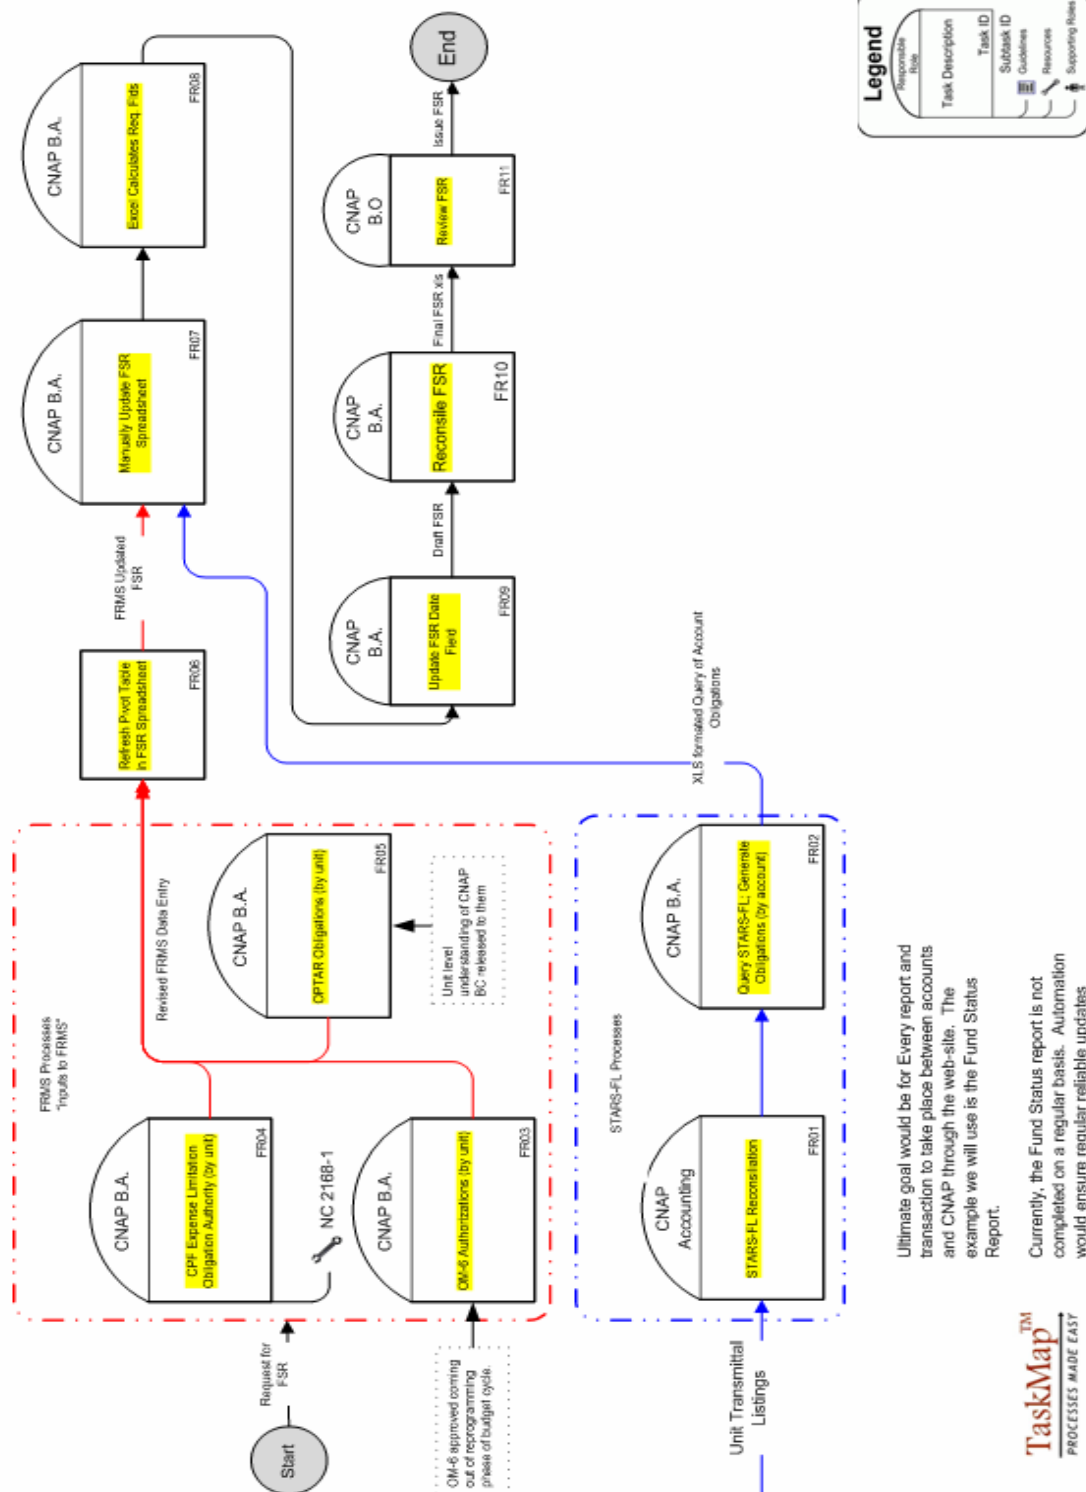 FRMS Processes
"inputs to FRMS"
Start
Request for
FSR
CNAP B.A.
CPF Expense Limitation
Obligation Authority (by unit)
FR04
NC 2168-1
OM-6 approved coming
out of reprogramming
phase of budget cycle.
CNAP B.A.
OM-6 Authorizations (by unit)
FR03
Revised FRMS Data Entry
CNAP B.A.
OPTAR Obligations (by unit)
FR05
Unit level
understanding of CNAP
BC released to them
Refresh Pivot Table
in FSR Spreadsheet
FR06
FRMS Updated
FSR
CNAP B.A.
Manually Update FSR
Spreadsheet
FR07
CNAP B.A.
Excel Calculates Req. Flds
FR08
CNAP
B.A.
Update FSR Date
Field
FR09
Draft FSR
CNAP
B.A.
Reconsile FSR
FR10
Final FSR xls
CNAP
B.O
Review FSR
FR11
Issue FSR
End
STARS-FL Processes
Unit Transmittal
Listings
CNAP
Accounting
STARS-FL Reconciliation
FR01
CNAP B.A.
Query STARS-FL; Generate
Obligations (by account)
FR02
XLS formated Query of Account
Obligations
Ultimate goal would be for Every report and
transaction to take place between accounts
and CNAP through the web-site. The
example we will use is the Fund Status
Report.
Currently, the Fund Status report is not
completed on a regular basis. Automation
would ensure regular reliable updates
TaskMap™
PROCESSES MADE EASY
Legend
Responsible
Role
Task Description
Task ID
Subtask ID
Guidelines
Resources
Supporting Roles